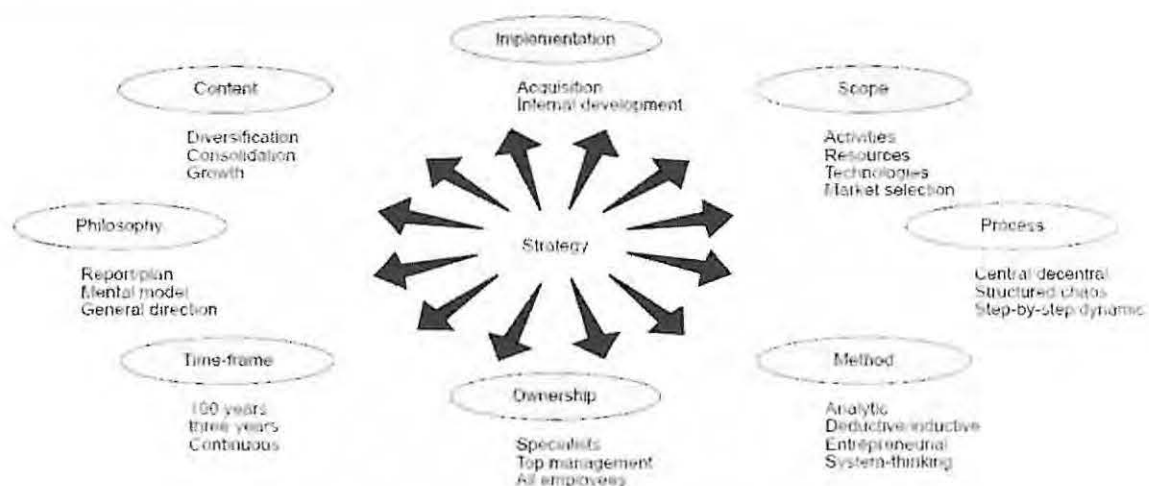 Implementation
Acquisition
Internal development
Content
Diversification
Consolidation
Growth
Scope
Activities
Resources
Technologies
Market selection
Philosophy
Report/plan
Mental model
General direction
Strategy
Process
Central decentral
Structured chaos
Step-by-step dynamic
Time-frame
100 years
three years
Continuous
Ownership
Specialists
Top management
All employees
Method
Analytic
Deductive inductive
Entrepreneurial
System-thinking